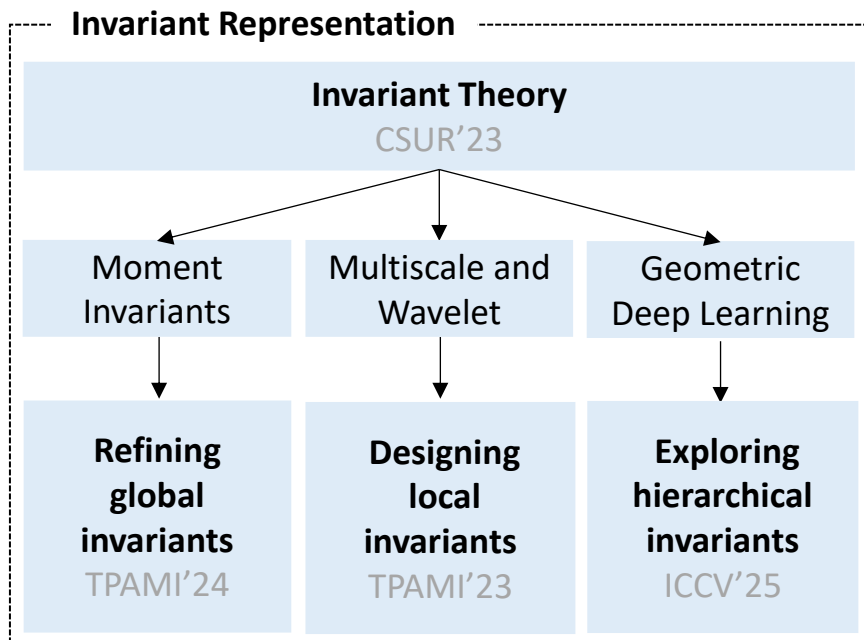 Invariant Representation
Invariant Theory
CSUR’23
Moment
Invariants
Multiscale and
Wavelet
Geometric
Deep Learning
Refining
global
invariants
TPAMI’24
Designing
local
invariants
TPAMI’23
Exploring
hierarchical
invariants
ICCV’25